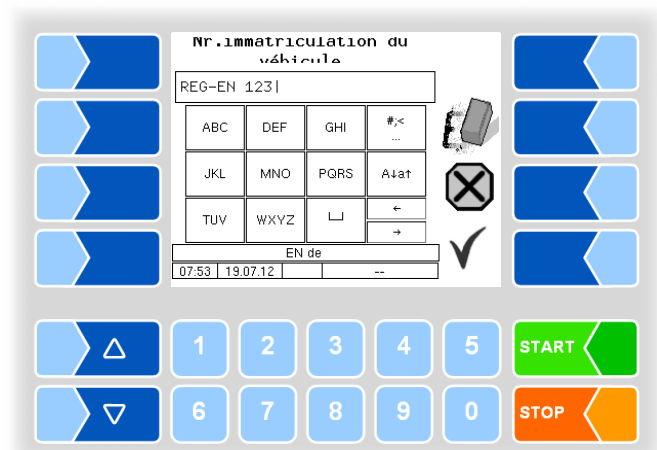 Nr.immatriculation du
véhicule
REG-EN 123|
ABC DEF GHI #;<
...
JKL MNO PQRS A↓a↑
TUV WXYZ ←
→
EN de
07:53 19.07.12 --
1 2 3 4 5 START
6 7 8 9 0 STOP